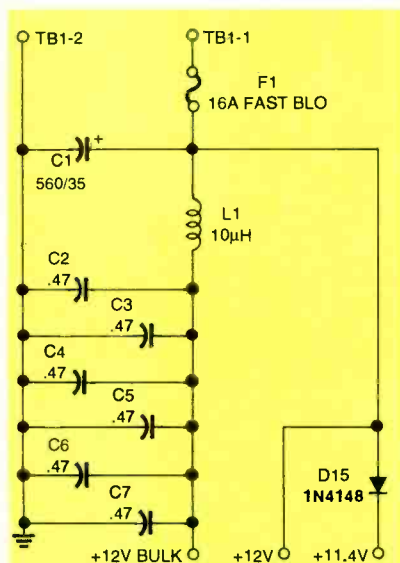 TB1-2
TB1-1
F1
16A FAST BLO
+
C1
560/35
L1
10µH
C2
.47
C3
.47
C4
.47
C5
.47
C6
.47
C7
.47
D15
1N4148
+12V BULK
+12V
+11.4V